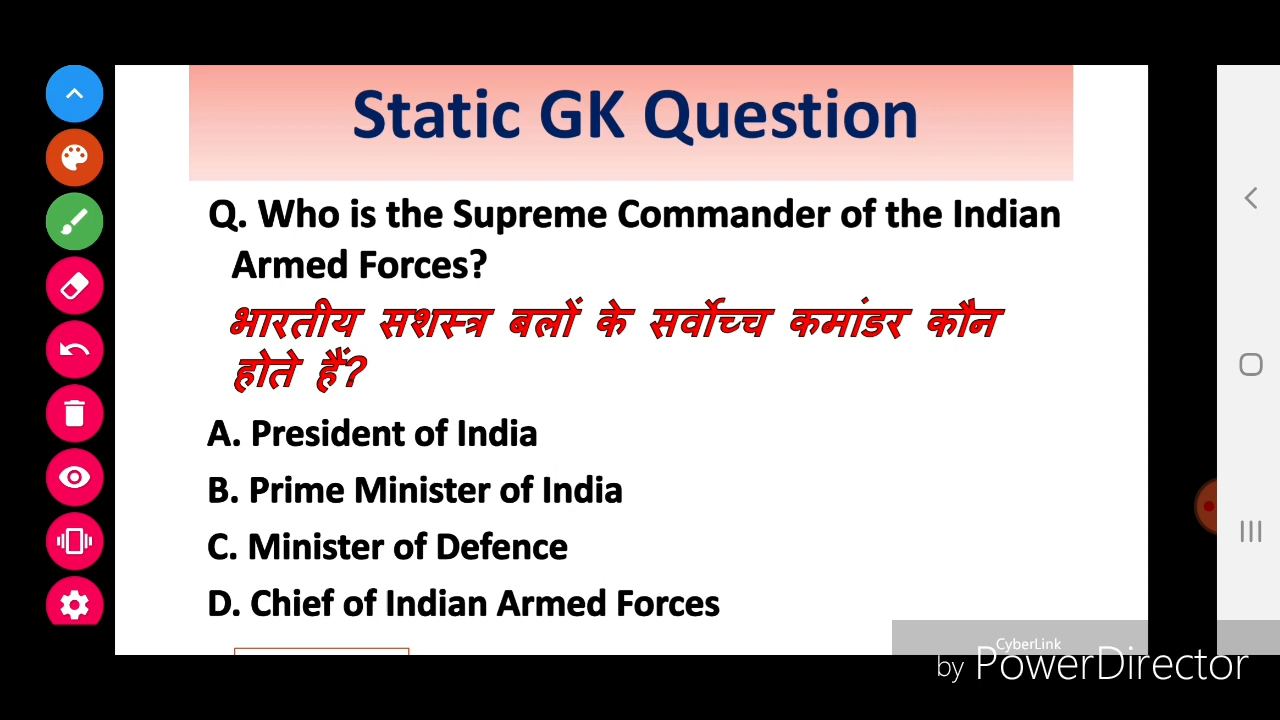 Static GK Question
Q. Who is the Supreme Commander of the Indian
Armed Forces?
भारतीय सशस्त्र बलों के सर्वोच्च कमांडर कौन
होते हैं?
A. President of India
B. Prime Minister of India
C. Minister of Defence
D. Chief of Indian Armed Forces
CyberLink
by PowerDirector